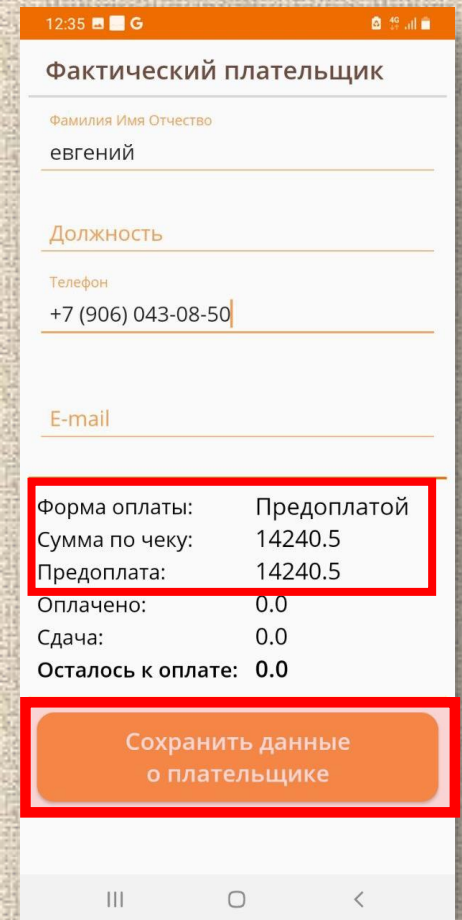 12:35 G 4G
Фактический плательщик
Фамилия Имя Отчество
евгений
Должность
Телефон
+7 (906) 043-08-50
E-mail
Форма оплаты: Предоплатой
Сумма по чеку: 14240.5
Предоплата: 14240.5
Оплачено: 0.0
Сдача: 0.0
Осталось к оплате: 0.0
Сохранить данные
о плательщике